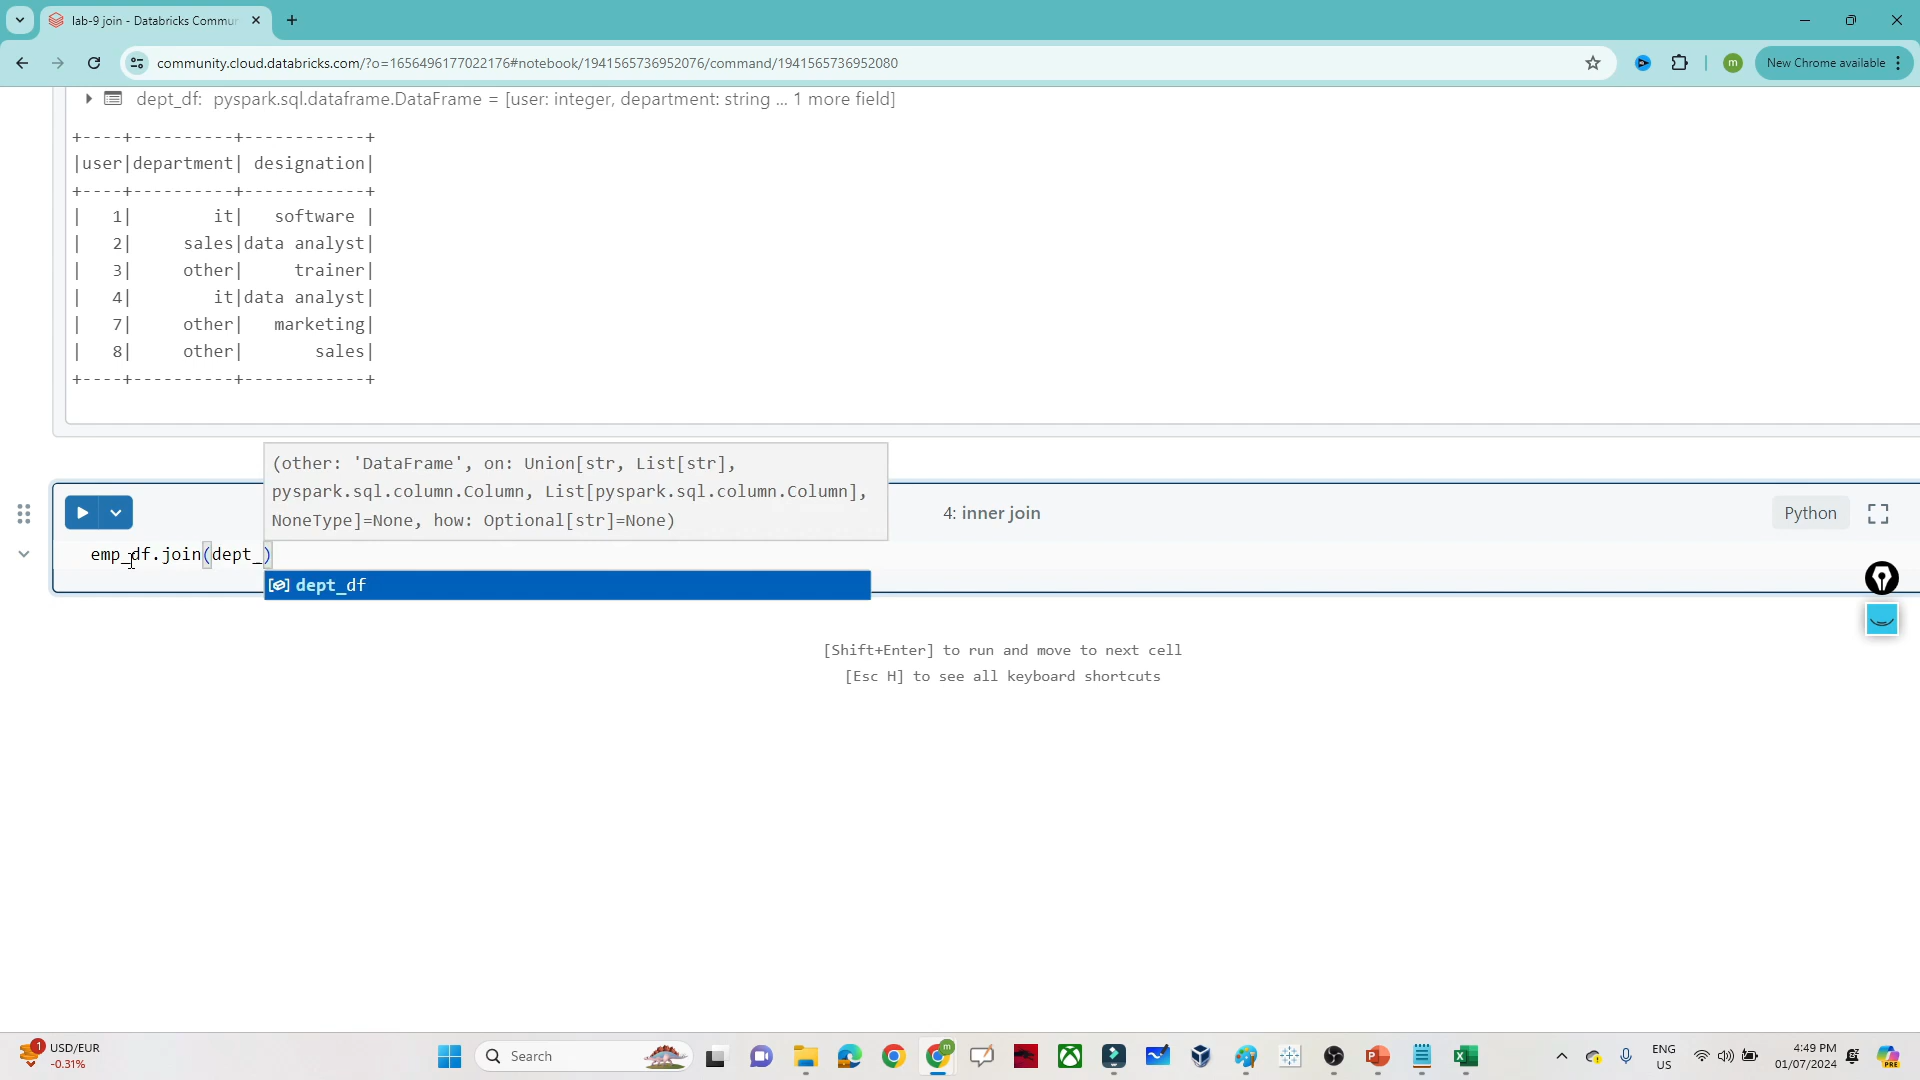 lab-9 join - Databricks Commu
community.cloud.databricks.com/?o=1656496177022176#notebook/1941565736952076/command/1941565736952080
m
New Chrome available
dept_df: pyspark.sql.dataframe.DataFrame = [user: integer, department: string ... 1 more field]
+----+----------+------------+
|user|department| designation|
+----+----------+------------+
|   1|        it|   software |
|   2|     sales|data analyst|
|   3|     other|     trainer|
|   4|        it|data analyst|
|   7|     other|   marketing|
|   8|     other|       sales|
+----+----------+------------+
(other: 'DataFrame', on: Union[str, List[str],
pyspark.sql.column.Column, List[pyspark.sql.column.Column],
NoneType]=None, how: Optional[str]=None)
4: inner join
Python
emp_df.join(dept_)
dept_df
[Shift+Enter] to run and move to next cell
[Esc H] to see all keyboard shortcuts
1
USD/EUR
-0.31%
Search
m
ENG
US
4:49 PM
01/07/2024
PRE